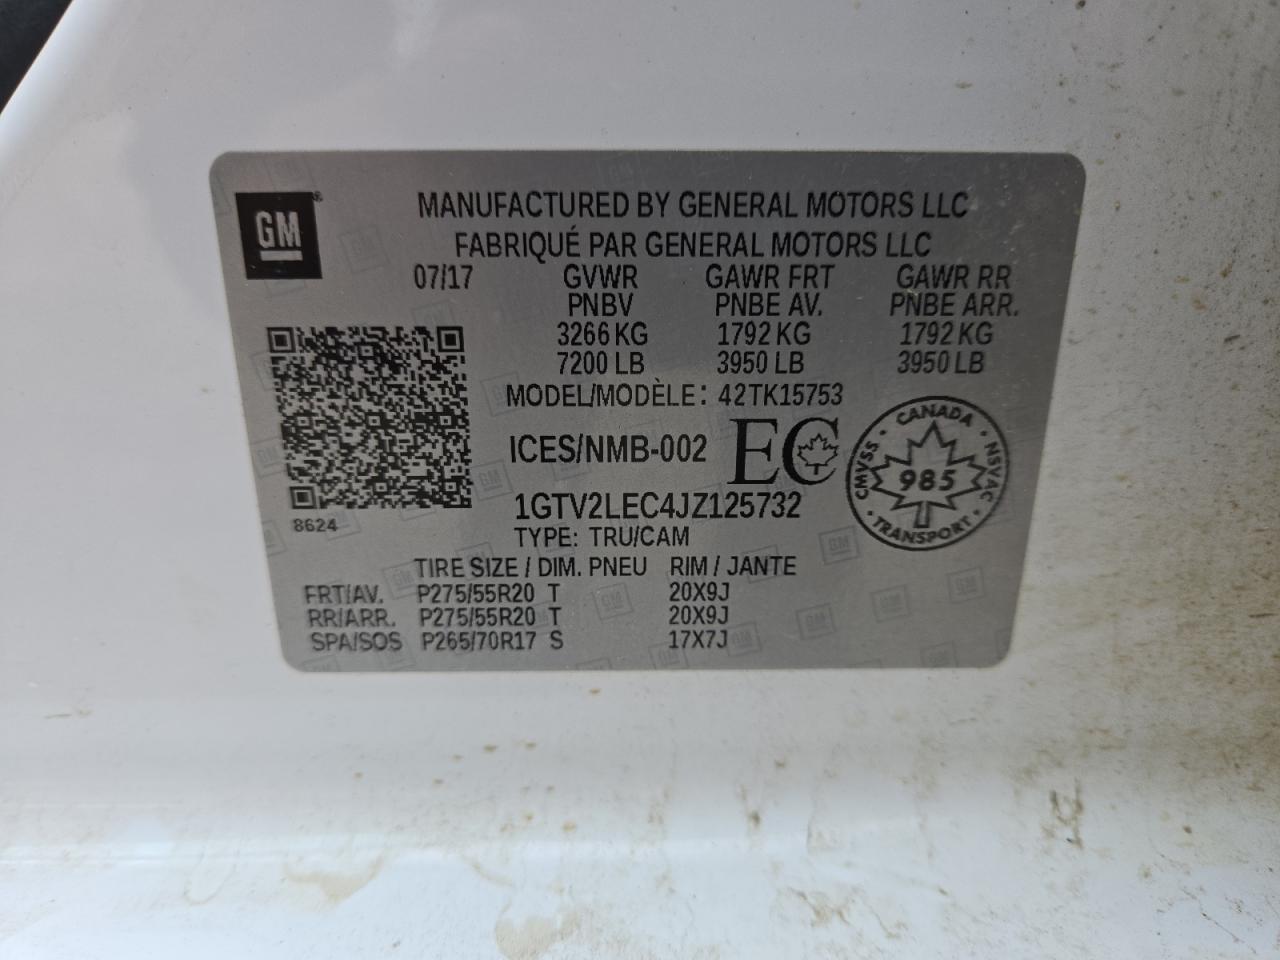 GM®
MANUFACTURED BY GENERAL MOTORS LLC
FABRIQUÉ PAR GENERAL MOTORS LLC
07/17 GVWR GAWR FRT GAWR RR
PNBV PNBE AV. PNBE ARR.
3266 KG 1792 KG 1792 KG
7200 LB 3950 LB 3950 LB
MODEL/MODÈLE: 42TK15753
ICES/NMB-002 EC
CANADA
CMVSS 985 NSVAC
TRANSPORT
1GTV2LEC4JZ125732
8624
TYPE: TRU/CAM
TIRE SIZE / DIM. PNEU RIM / JANTE
FRT/AV. P275/55R20 T 20X9J
RR/ARR. P275/55R20 T 20X9J
SPA/SOS P265/70R17 S 17X7J